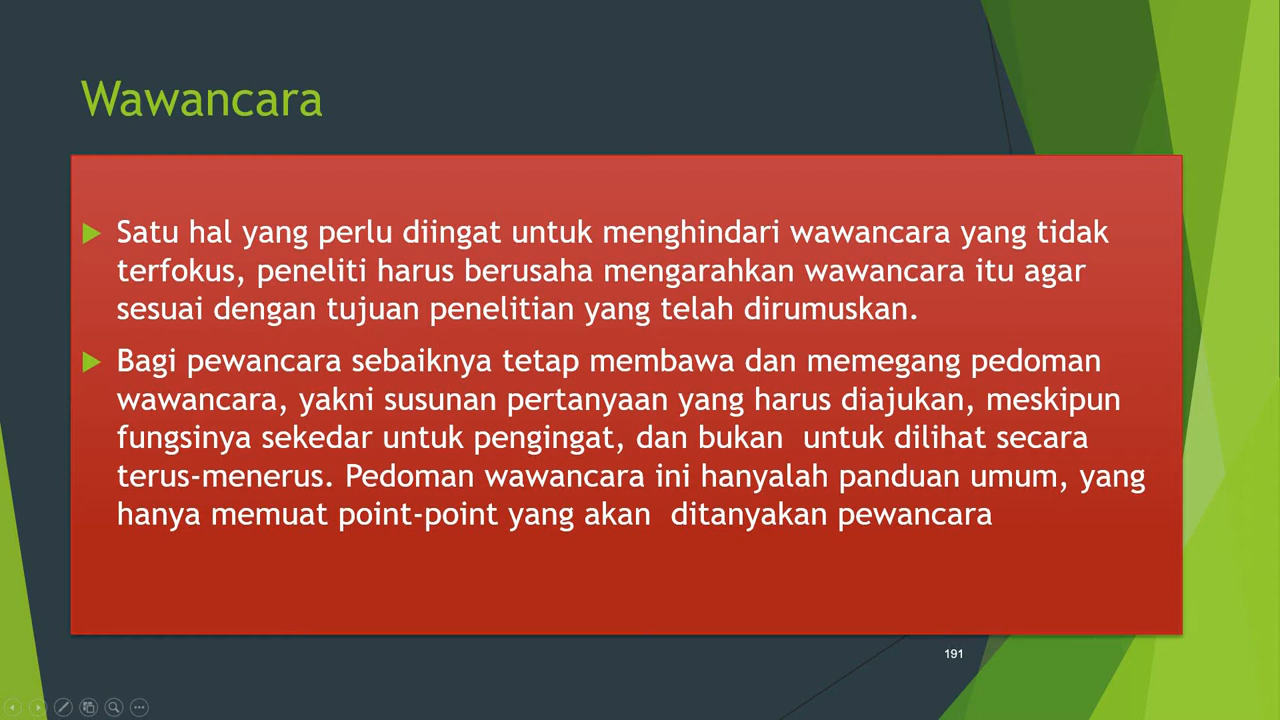 Wawancara
Satu hal yang perlu diingat untuk menghindari wawancara yang tidak
terfokus, peneliti harus berusaha mengarahkan wawancara itu agar
sesuai dengan tujuan penelitian yang telah dirumuskan.
Bagi pewancara sebaiknya tetap membawa dan memegang pedoman
wawancara, yakni susunan pertanyaan yang harus diajukan, meskipun
fungsinya sekedar untuk pengingat, dan bukan  untuk dilihat secara
terus-menerus. Pedoman wawancara ini hanyalah panduan umum, yang
hanya memuat point-point yang akan  ditanyakan pewancara
191